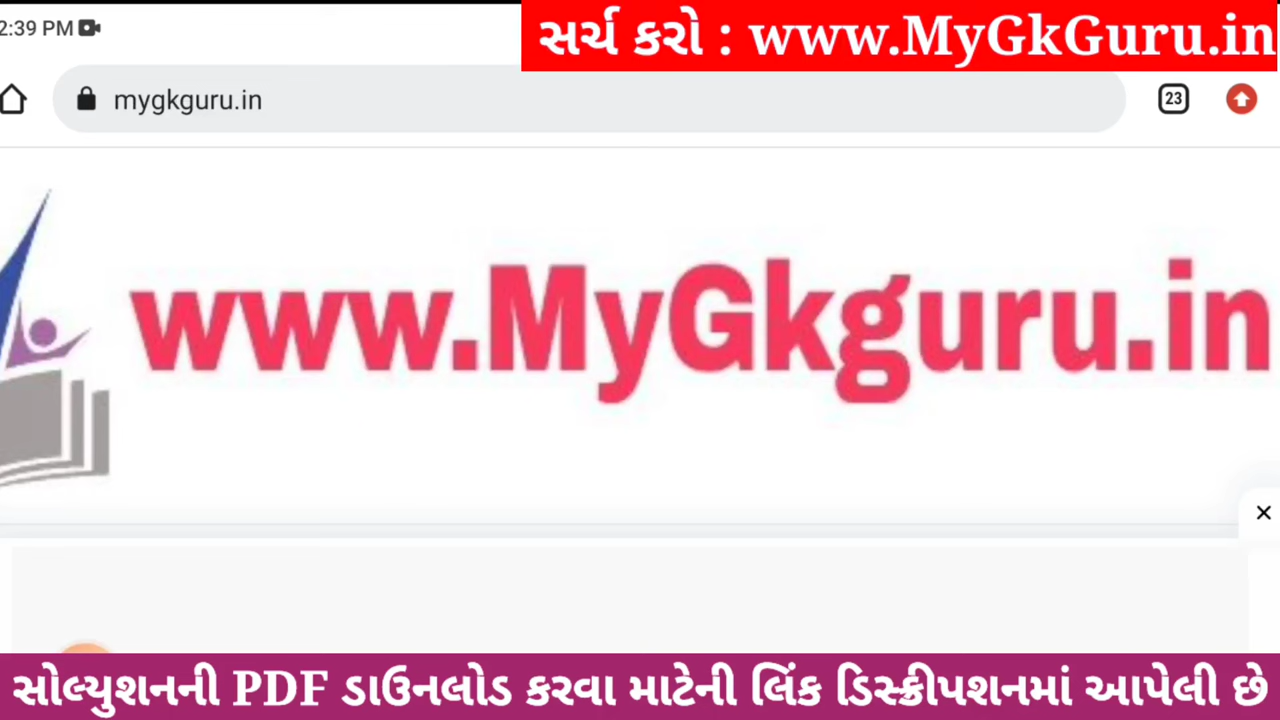 2:39 PM
સર્ચ કરો : www.MyGkGuru.in
mygkguru.in
23
www.MyGkguru.in
સોલ્યુશનની PDF ડાઉનલોડ કરવા માટેની લિંક ડિસ્ક્રીપશનમાં આપેલી છે